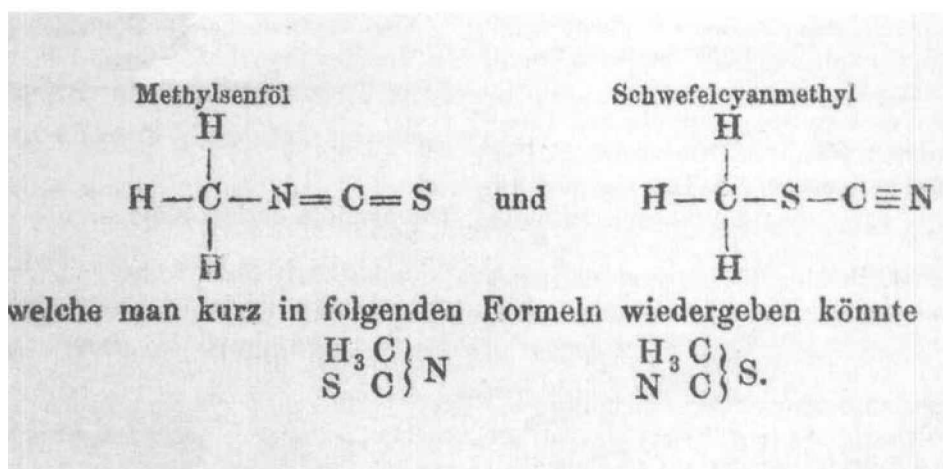 Methylsenföl Schwefelcyanmethyl
H H
H—C—N=C=S und H—C—S—C≡N
H H
welche man kurz in folgenden Formeln wiedergeben könnte
H³C } N H³C } S.
S C N C